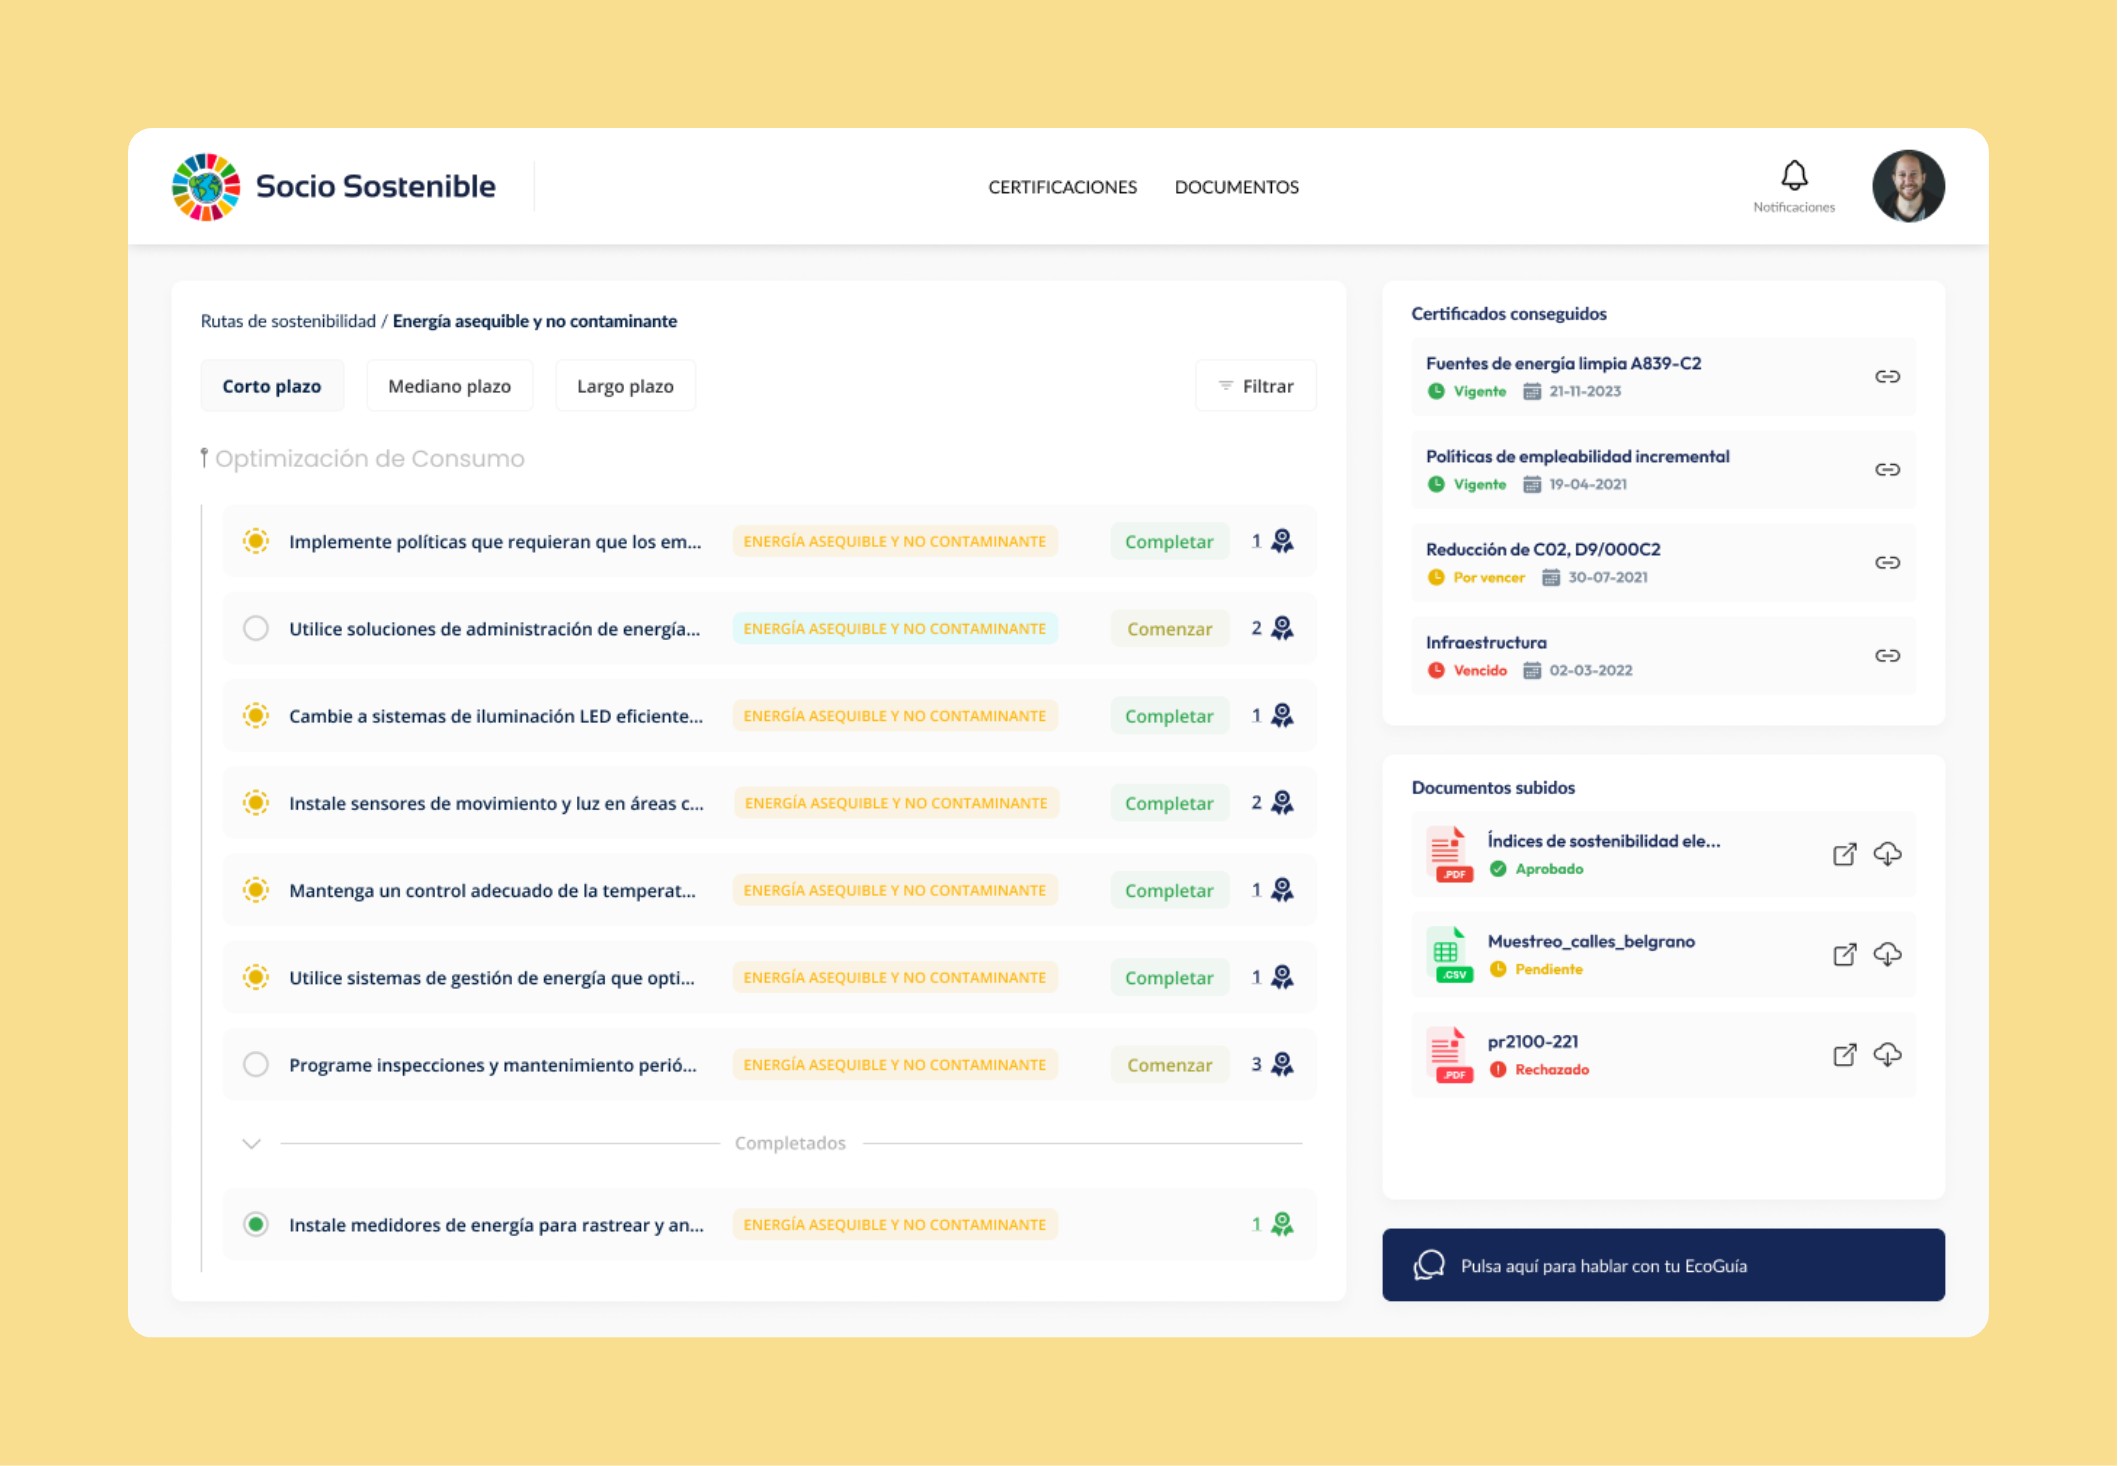 Socio Sostenible
CERTIFICACIONES
DOCUMENTOS
Notificaciones
Rutas de sostenibilidad / Energía asequible y no contaminante
Corto plazo
Mediano plazo
Largo plazo
Filtrar
Optimización de Consumo
Implemente políticas que requieran que los em... ENERGÍA ASEQUIBLE Y NO CONTAMINANTE Completar 1
Utilice soluciones de administración de energía... ENERGÍA ASEQUIBLE Y NO CONTAMINANTE Comenzar 2
Cambie a sistemas de iluminación LED eficiente... ENERGÍA ASEQUIBLE Y NO CONTAMINANTE Completar 1
Instale sensores de movimiento y luz en áreas c... ENERGÍA ASEQUIBLE Y NO CONTAMINANTE Completar 2
Mantenga un control adecuado de la temperat... ENERGÍA ASEQUIBLE Y NO CONTAMINANTE Completar 1
Utilice sistemas de gestión de energía que opti... ENERGÍA ASEQUIBLE Y NO CONTAMINANTE Completar 1
Programe inspecciones y mantenimiento perió... ENERGÍA ASEQUIBLE Y NO CONTAMINANTE Comenzar 3
Completados
Instale medidores de energía para rastrear y an... ENERGÍA ASEQUIBLE Y NO CONTAMINANTE 1
Certificados conseguidos
Fuentes de energía limpia A839-C2
Vigente 21-11-2023
Políticas de empleabilidad incremental
Vigente 19-04-2021
Reducción de C02, D9/000C2
Por vencer 30-07-2021
Infraestructura
Vencido 02-03-2022
Documentos subidos
Índices de sostenibilidad ele...
.PDF Aprobado
Muestreo_calles_belgrano
.CSV Pendiente
pr2100-221
.PDF Rechazado
Pulsa aquí para hablar con tu EcoGuía